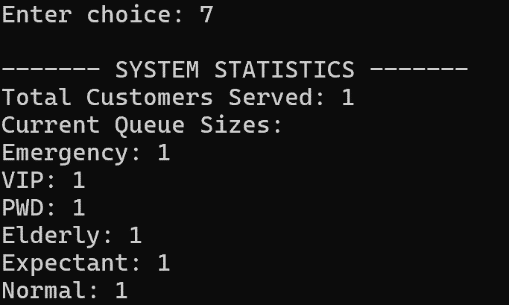 Enter choice: 7
------- SYSTEM STATISTICS -------
Total Customers Served: 1
Current Queue Sizes:
Emergency: 1
VIP: 1
PWD: 1
Elderly: 1
Expectant: 1
Normal: 1